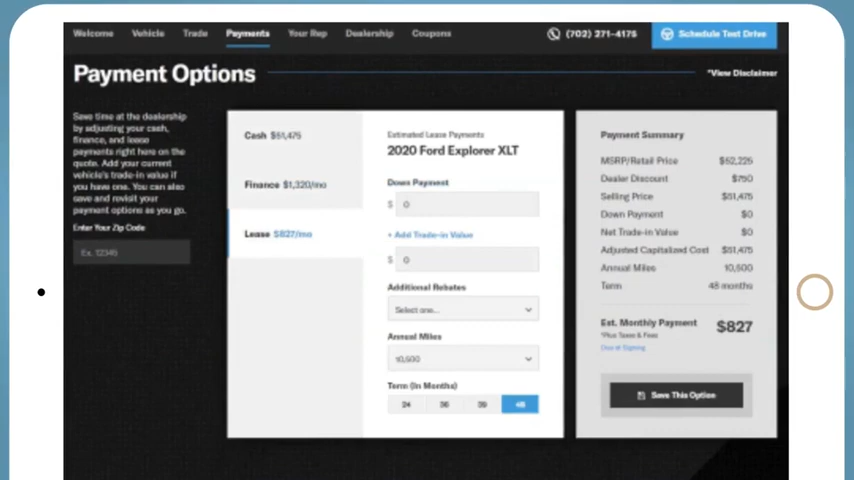 Welcome Vehicle Trade Payments Your Rep Dealership Coupons (702) 271-4175 Schedule Test Drive
Payment Options
*View Disclaimer
Save time at the dealership
by adjusting your cash,
finance, and lease
payments right here on the
quote. Add your current
vehicle's trade-in value if
you have one. You can also
save and revisit your
payment options as you go.
Enter Your Zip Code
Ex. 12345
Cash $51,475
Finance $1,320/mo
Lease $827/mo
Estimated Lease Payments
2020 Ford Explorer XLT
Down Payment
$ 0
+ Add Trade-in Value
$ 0
Additional Rebates
Select one...
Annual Miles
10,500
Term (In Months)
24 36 39 48
Payment Summary
MSRP/Retail Price $52,225
Dealer Discount $750
Selling Price $51,475
Down Payment $0
Net Trade-in Value $0
Adjusted Capitalized Cost $51,475
Annual Miles 10,500
Term 48 months
Est. Monthly Payment $827
*Plus Taxes & Fees
Due at Signing
Save This Option